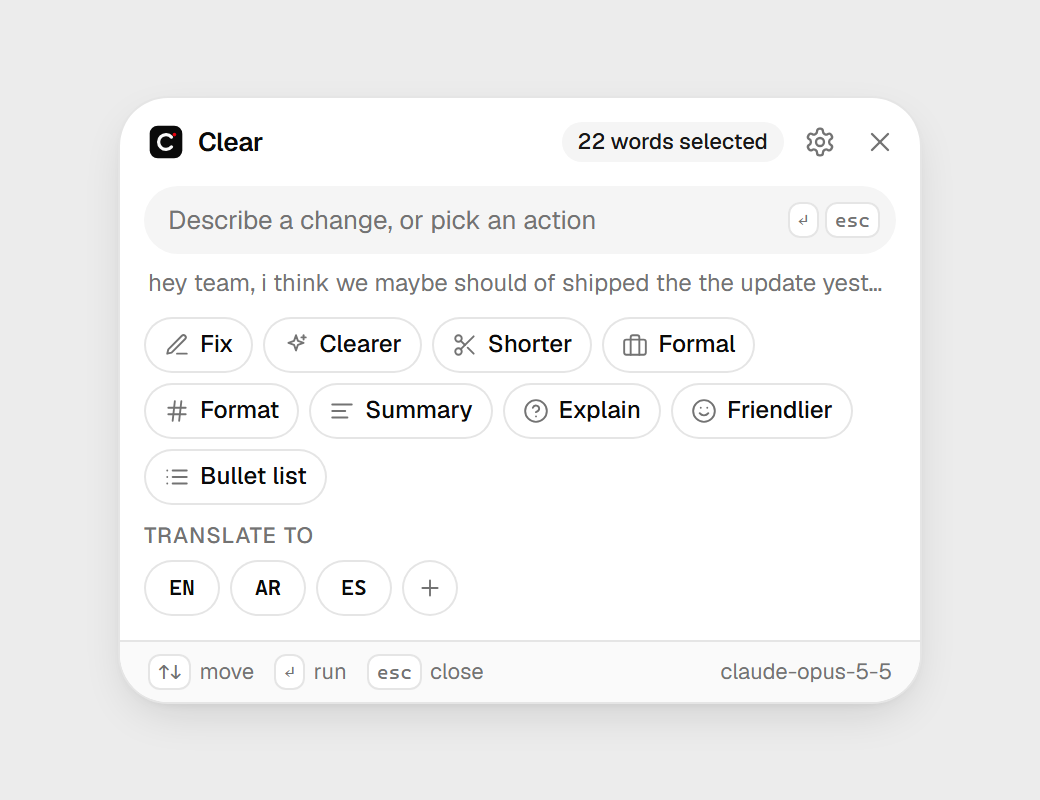 Clear 22 words selected
Describe a change, or pick an action esc
hey team, i think we maybe should of shipped the the update yest…
Fix Clearer Shorter Formal
Format Summary Explain Friendlier
Bullet list
TRANSLATE TO
EN AR ES +
↑↓ move ↵ run esc close claude-opus-5-5